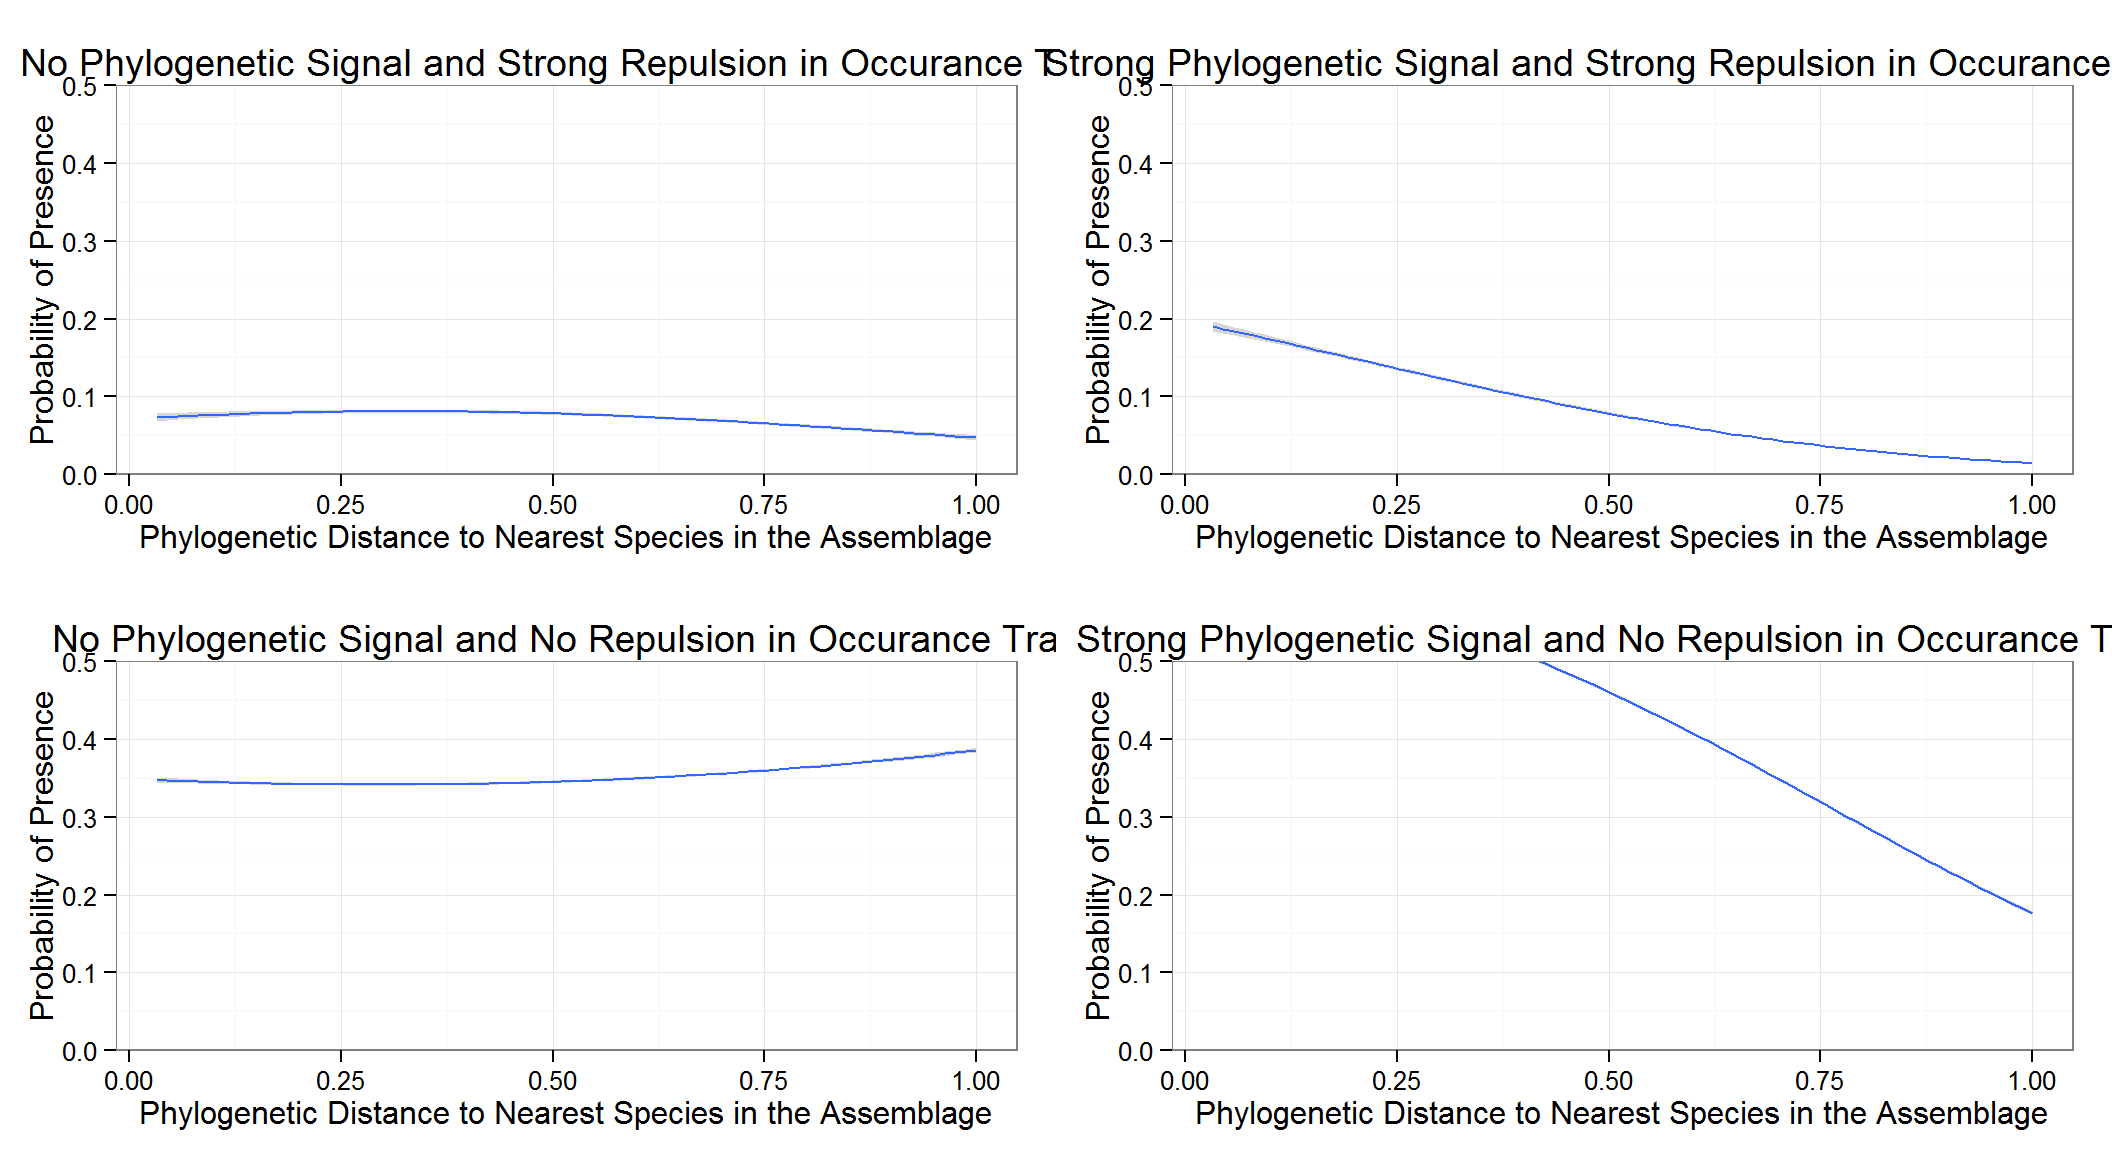 No Phylogenetic Signal and Strong Repulsion in Occurance T
0.5
0.4
0.3
0.2
0.1
0.0
Probability of Presence
0.00 0.25 0.50 0.75 1.00
Phylogenetic Distance to Nearest Species in the Assemblage
Strong Phylogenetic Signal and Strong Repulsion in Occurance
0.5
0.4
0.3
0.2
0.1
0.0
Probability of Presence
0.00 0.25 0.50 0.75 1.00
Phylogenetic Distance to Nearest Species in the Assemblage
No Phylogenetic Signal and No Repulsion in Occurance Tra
0.5
0.4
0.3
0.2
0.1
0.0
Probability of Presence
0.00 0.25 0.50 0.75 1.00
Phylogenetic Distance to Nearest Species in the Assemblage
Strong Phylogenetic Signal and No Repulsion in Occurance T
0.5
0.4
0.3
0.2
0.1
0.0
Probability of Presence
0.00 0.25 0.50 0.75 1.00
Phylogenetic Distance to Nearest Species in the Assemblage